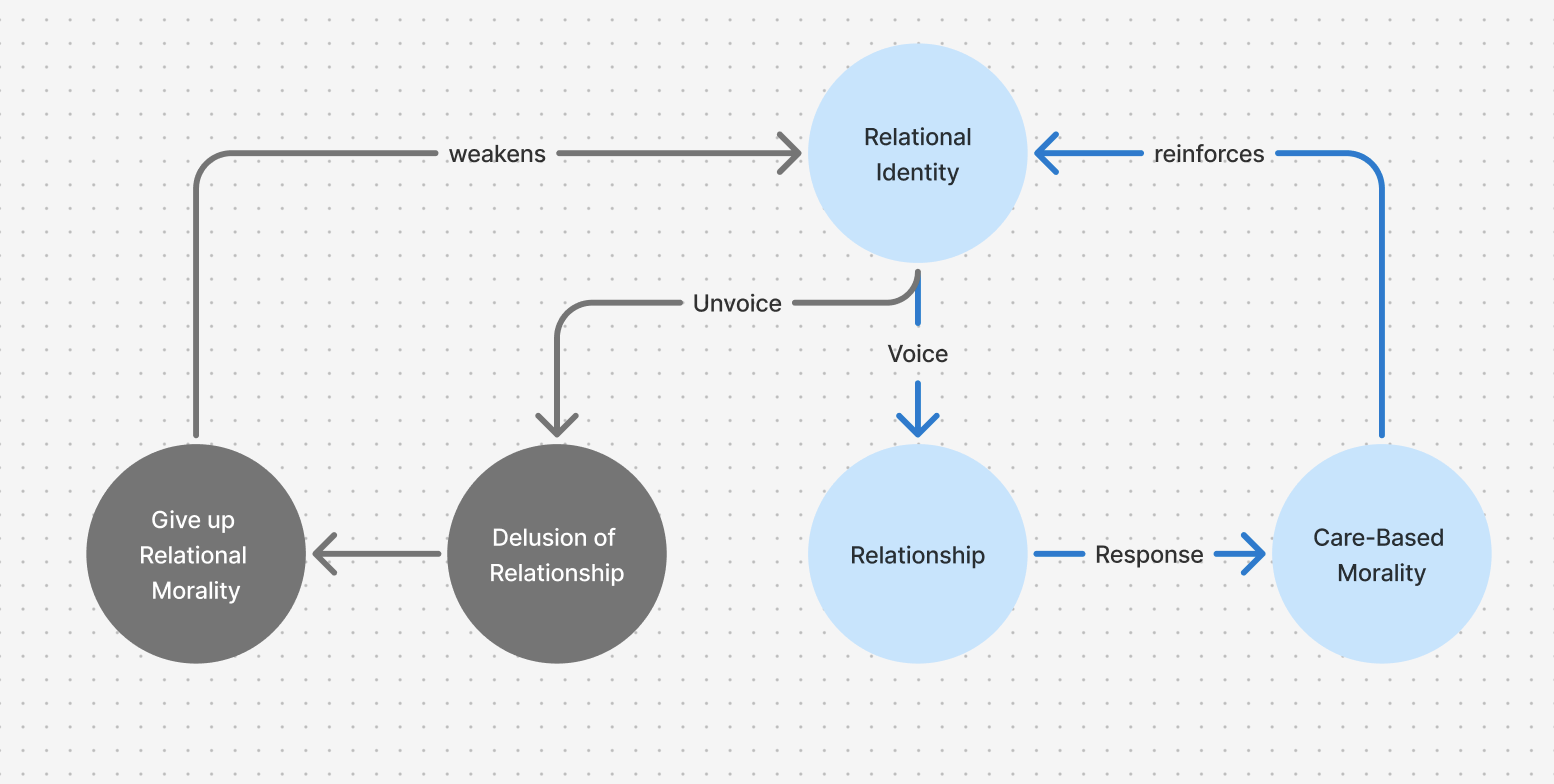 Relational
Identity
weakens
reinforces
Unvoice
Voice
Give up
Relational
Morality
Delusion of
Relationship
Relationship
Response
Care-Based
Morality